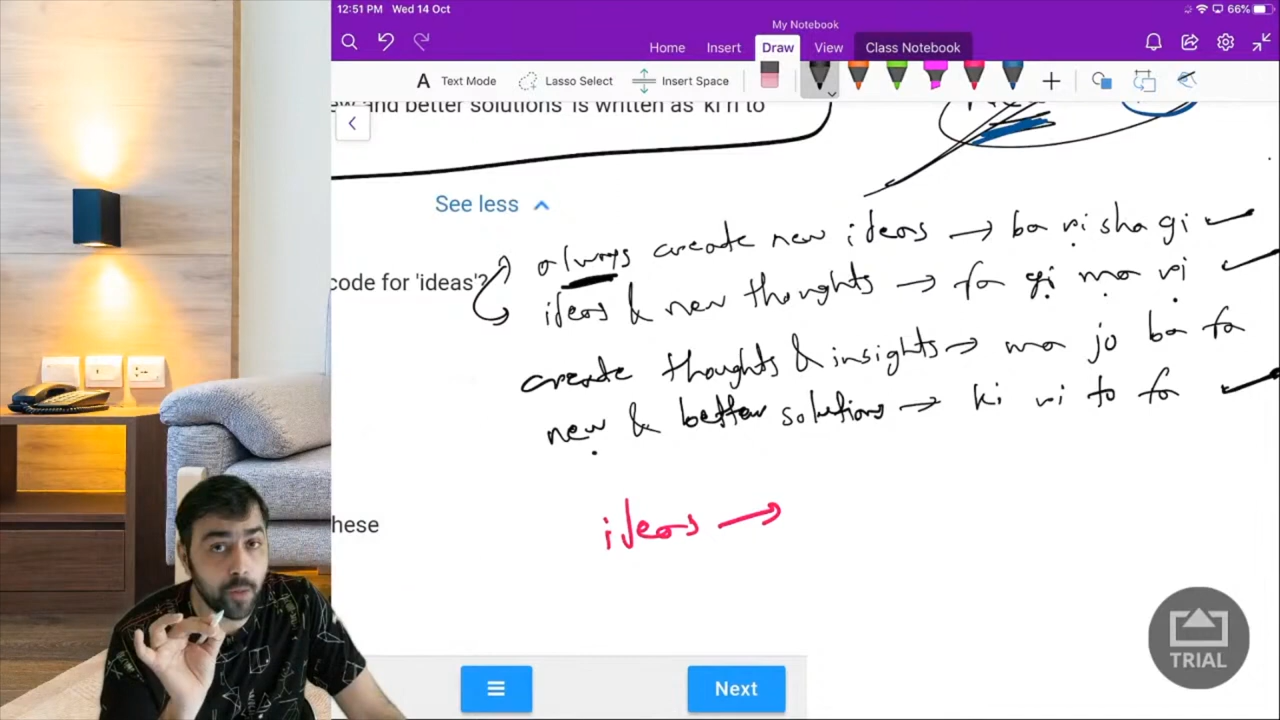 12:51 PM Wed 14 Oct
66%
My Notebook
Home Insert Draw View Class Notebook
Text Mode Lasso Select Insert Space
and better solutions' is written as 'ki ri to
See less
always create new ideas → ba ri sha gi
code for 'ideas'?
ideas & new thoughts → fa gi ma ri
create thoughts & insights → ma jo ba fa
new & better solutions → ki ri to fa
ideas →
hese
TRIAL
Next